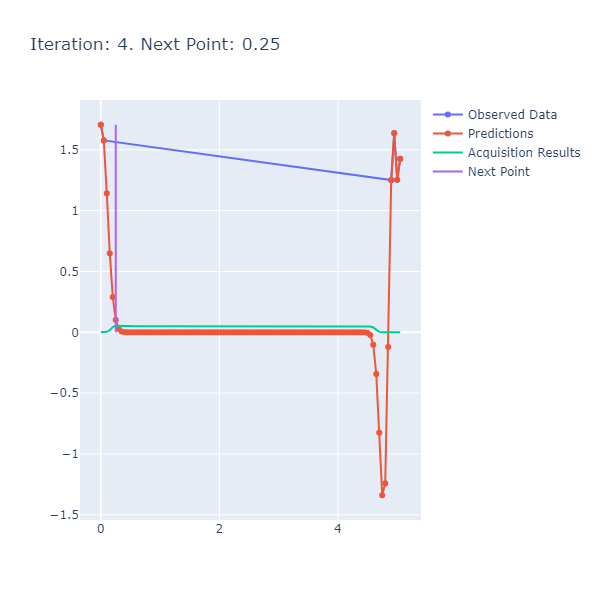 Iteration: 4. Next Point: 0.25
Observed Data
Predictions
Acquisition Results
Next Point
1.5
1
0.5
0
−0.5
−1
−1.5
0
2
4